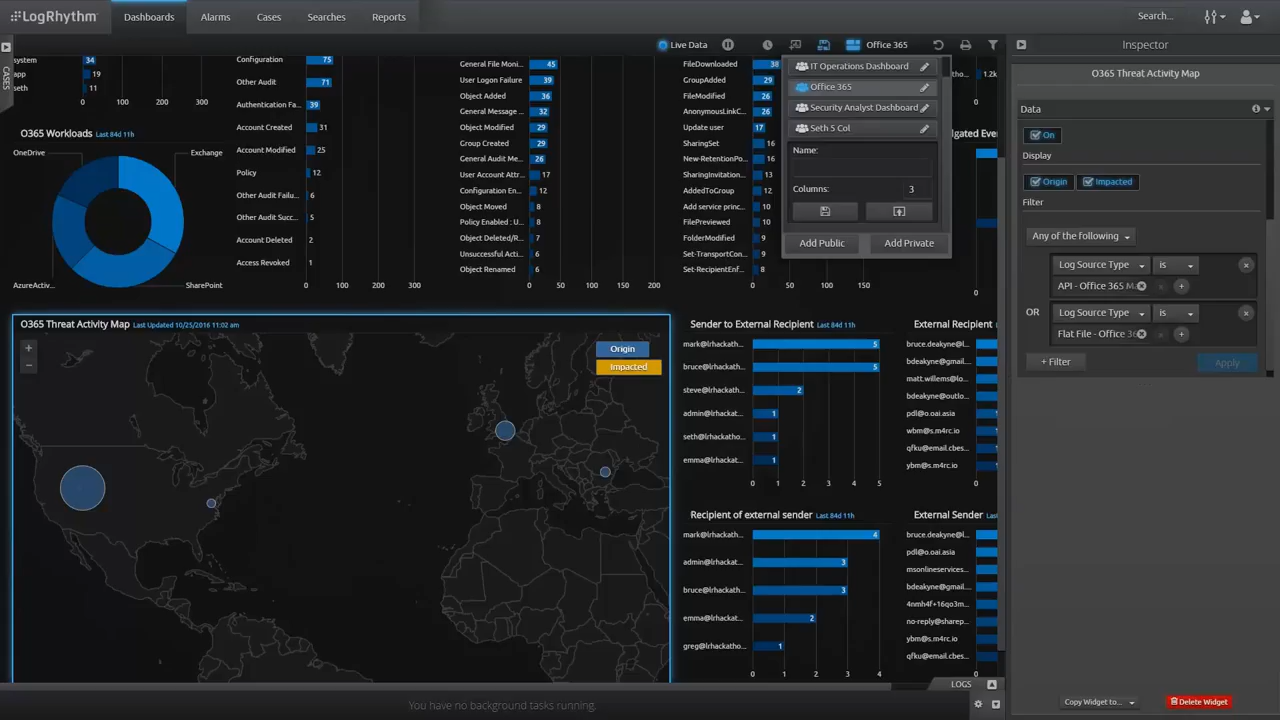 LogRhythm
Dashboards
Alarms
Cases
Searches
Reports
Search...
CASES
Live Data
Office 365
system 34
app 19
seth 11
0 100 200 300
O365 Workloads Last 84d 11h
OneDrive
Exchange
AzureActiv...
SharePoint
Configuration 75
Other Audit 71
Authentication Fa... 39
Account Created 31
Account Modified 25
Policy 12
Other Audit Failu... 6
Other Audit Succ... 5
Account Deleted 2
Access Revoked 1
0 100 200 300
General File Moni... 45
User Logon Failure 39
Object Added 36
General Message ... 32
Object Modified 29
Group Created 29
General Audit Me... 26
User Account Attr... 17
Configuration En... 12
Object Moved 8
Policy Enabled : U... 8
Object Deleted/R... 7
Unsuccessful Acti... 6
Object Renamed 6
0 50 100 150 200
FileDownloaded 38
GroupAdded 29
FileModified 26
AnonymousLinkC... 26
Update user 17
SharingSet 16
New-RetentionPo... 16
SharingInvitation... 13
AddedToGroup 12
Add service princ... 10
FilePreviewed 10
FolderModified 9
Set-TransportCon... 9
Set-RecipientEnf... 8
0
IT Operations Dashboard
Office 365
Security Analyst Dashboard
Seth 5 Col
Name:
Columns: 3
Add Public
Add Private
1.2k
O365 Threat Activity Map Last Updated 10/25/2016 11:02 am
+
−
Origin
Impacted
Sender to External Recipient Last 84d 11h
mark@lrhackath... 5
bruce@lrhackat... 5
steve@lrhackat... 2
admin@lrhackat... 1
seth@lrhackatho... 1
emma@lrhackat... 1
0 1 2 3 4 5
External Recipient
bruce.deakyne@l...
bdeakyne@gmail...
matt.willems@lo...
bdeakyne@outlo...
pdl@o.oai.asia
wbm@s.m4rc.io
qfku@email.cbes...
ybm@s.m4rc.io
0
Recipient of external sender Last 84d 11h
mark@lrhackath... 4
admin@lrhackat... 3
bruce@lrhackat... 3
emma@lrhackat... 2
greg@lrhackatho... 1
0 1 2 3 4
External Sender
bruce.deakyne@l...
pdl@o.oai.asia
msonlineservices...
bdeakyne@gmail....
4nmh4f+16qo3m...
no-reply@sharep...
ybm@s.m4rc.io
qfku@email.cbes...
0
LOGS
You have no background tasks running.
Inspector
O365 Threat Activity Map
Data
On
Display
Origin
Impacted
Filter
Any of the following
Log Source Type is
API - Office 365 M
OR
Log Source Type is
Flat File - Office 36
+ Filter
Apply
Copy Widget to...
Delete Widget